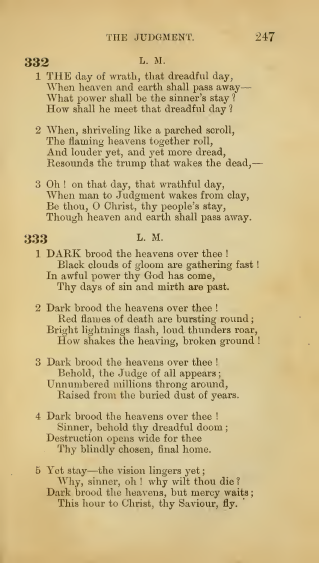 THE JUDGMENT. 247
332 L. M.
1 THE day of wrath, that dreadful day,
When heaven and earth shall pass away—
What power shall be the sinner's stay?
How shall he meet that dreadful day?
2 When, shriveling like a parched scroll,
The flaming heavens together roll,
And louder yet, and yet more dread,
Resounds the trump that wakes the dead,—
3 Oh! on that day, that wrathful day,
When man to Judgment wakes from clay,
Be thou, O Christ, thy people's stay,
Though heaven and earth shall pass away.
333 L. M.
1 DARK brood the heavens over thee!
Black clouds of gloom are gathering fast!
In awful power thy God has come,
Thy days of sin and mirth are past.
2 Dark brood the heavens over thee!
Red flames of death are bursting round;
Bright lightnings flash, loud thunders roar,
How shakes the heaving, broken ground!
3 Dark brood the heavens over thee!
Behold, the Judge of all appears;
Unnumbered millions throng around,
Raised from the buried dust of years.
4 Dark brood the heavens over thee!
Sinner, behold thy dreadful doom;
Destruction opens wide for thee
Thy blindly chosen, final home.
5 Yet stay—the vision lingers yet;
Why, sinner, oh! why wilt thou die?
Dark brood the heavens, but mercy waits;
This hour to Christ, thy Saviour, fly.